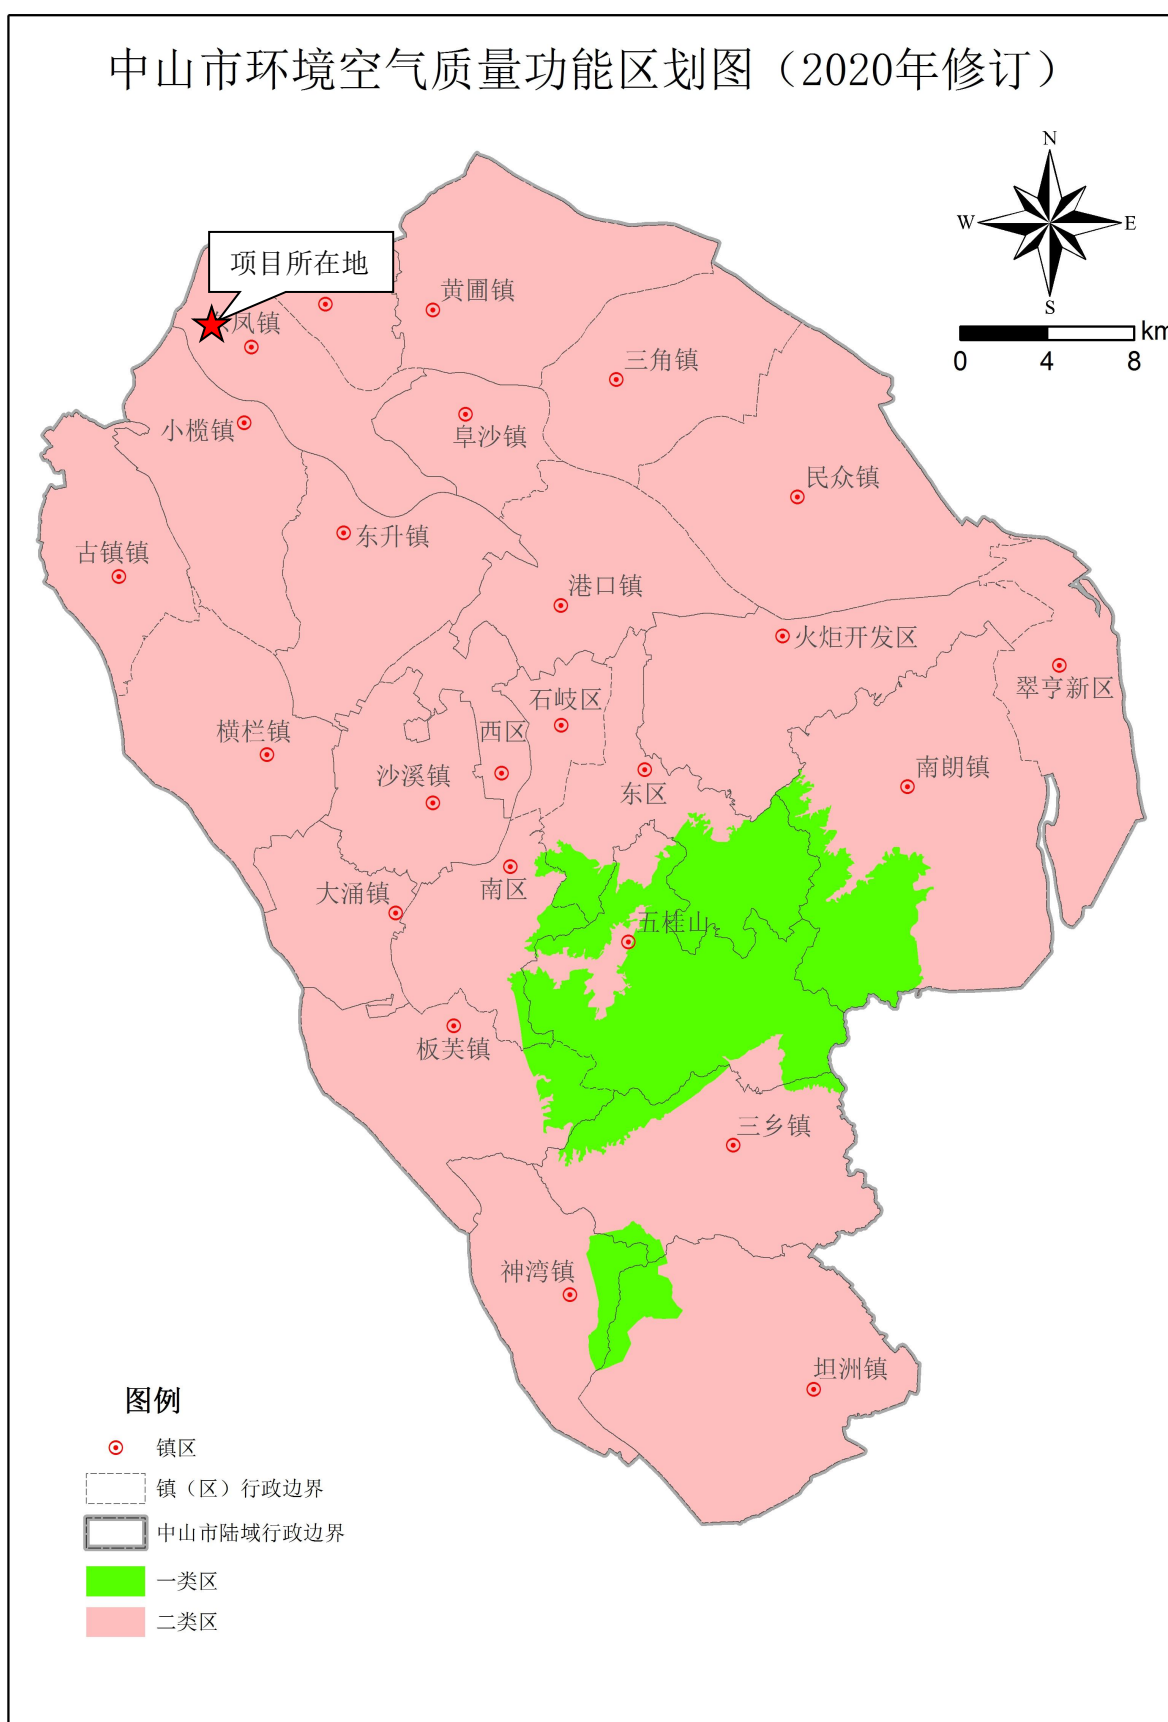 中山市环境空气质量功能区划图（2020年修订）
N
W
E
S
km
0 4 8
项目所在地
黄圃镇
凤镇
三角镇
小榄镇
阜沙镇
民众镇
东升镇
古镇镇
港口镇
火炬开发区
翠亨新区
石岐区
西区
横栏镇
沙溪镇
东区
南朗镇
南区
大涌镇
五桂山
板芙镇
三乡镇
神湾镇
坦洲镇
图例
镇区
镇（区）行政边界
中山市陆域行政边界
一类区
二类区